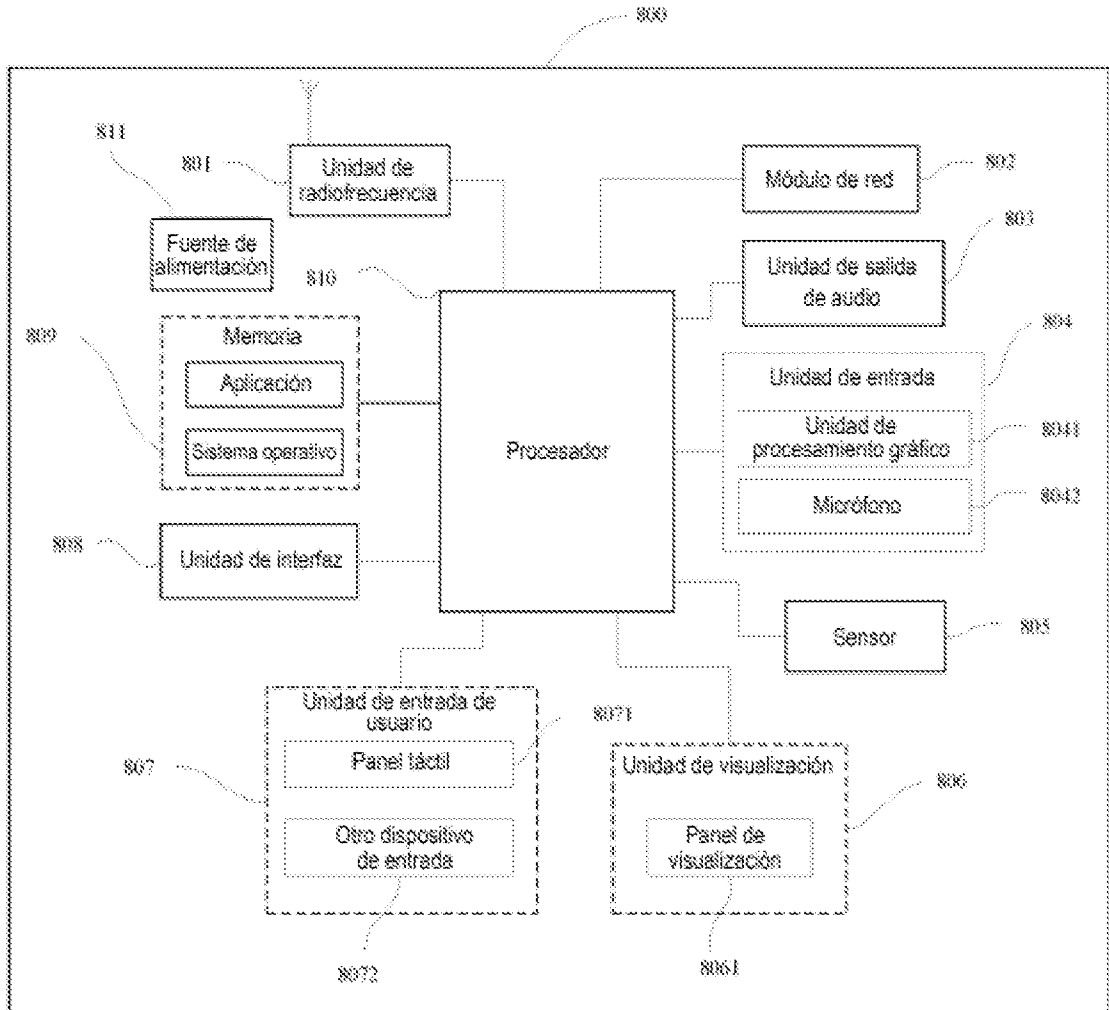 800
811
801
Unidad de
radiofrecuencia
Módulo de red
802
Fuente de
alimentación
810
Unidad de salida
de audio
803
809
Memoria
Aplicación
Sistema operativo
Procesador
Unidad de entrada
804
Unidad de
procesamiento gráfico
8041
Micrófono
8042
808
Unidad de interfaz
Sensor
805
Unidad de entrada de
usuario
8071
Panel táctil
807
Otro dispositivo
de entrada
8072
Unidad de visualización
806
Panel de
visualización
8061